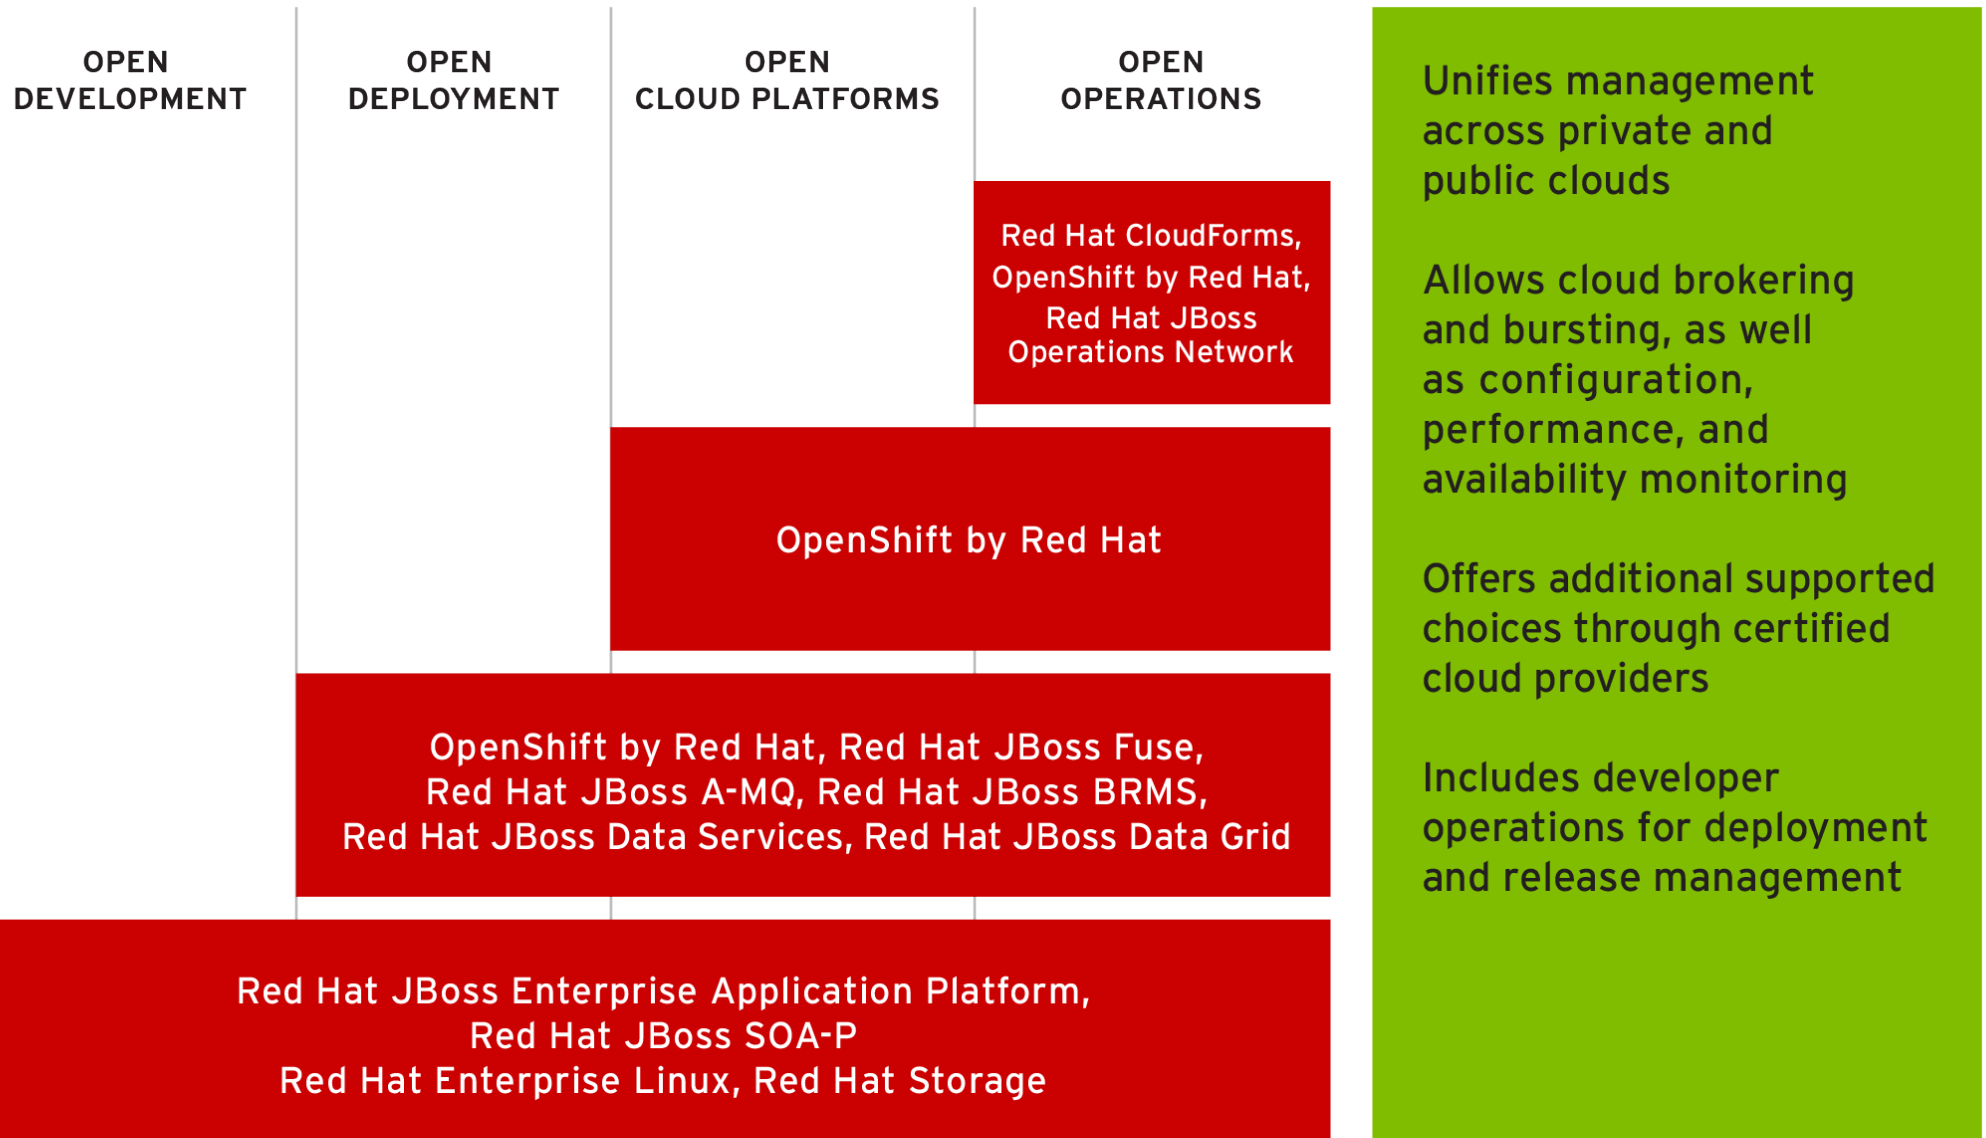 OPEN
DEVELOPMENT
OPEN
DEPLOYMENT
OPEN
CLOUD PLATFORMS
OPEN
OPERATIONS
Red Hat CloudForms,
OpenShift by Red Hat,
Red Hat JBoss
Operations Network
OpenShift by Red Hat
OpenShift by Red Hat, Red Hat JBoss Fuse,
Red Hat JBoss A-MQ, Red Hat JBoss BRMS,
Red Hat JBoss Data Services, Red Hat JBoss Data Grid
Red Hat JBoss Enterprise Application Platform,
Red Hat JBoss SOA-P
Red Hat Enterprise Linux, Red Hat Storage
Unifies management
across private and
public clouds
Allows cloud brokering
and bursting, as well
as configuration,
performance, and
availability monitoring
Offers additional supported
choices through certified
cloud providers
Includes developer
operations for deployment
and release management